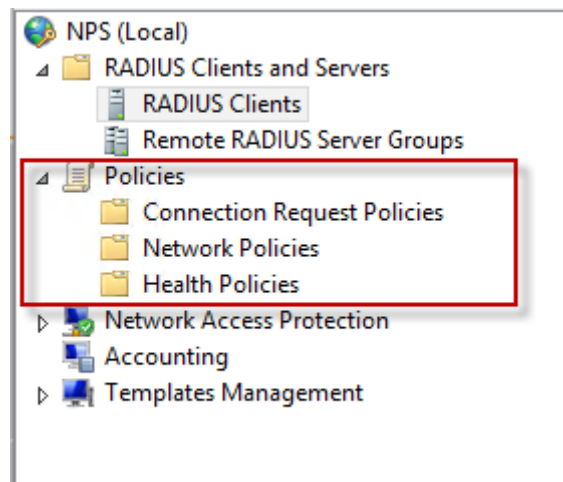 NPS (Local)
RADIUS Clients and Servers
RADIUS Clients
Remote RADIUS Server Groups
Policies
Connection Request Policies
Network Policies
Health Policies
Network Access Protection
Accounting
Templates Management